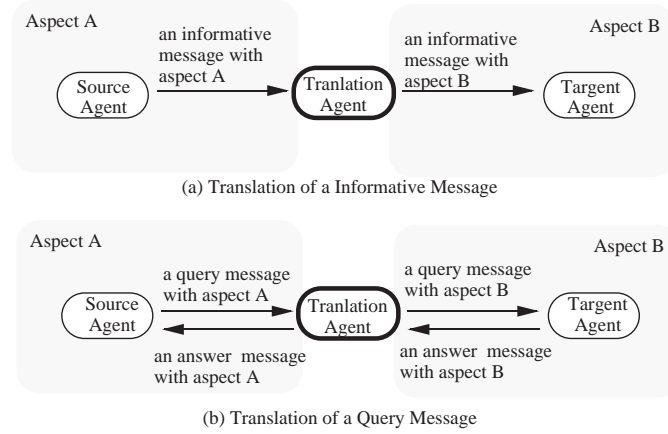 Aspect A
Aspect B
an informative
message with
aspect A
an informative
message with
aspect B
Source
Agent
Tranlation
Agent
Targent
Agent
(a) Translation of a Informative Message
Aspect A
Aspect B
a query message
with aspect A
a query message
with aspect B
Source
Agent
Tranlation
Agent
Targent
Agent
an answer message
with aspect A
an answer message
with aspect B
(b) Translation of a Query Message